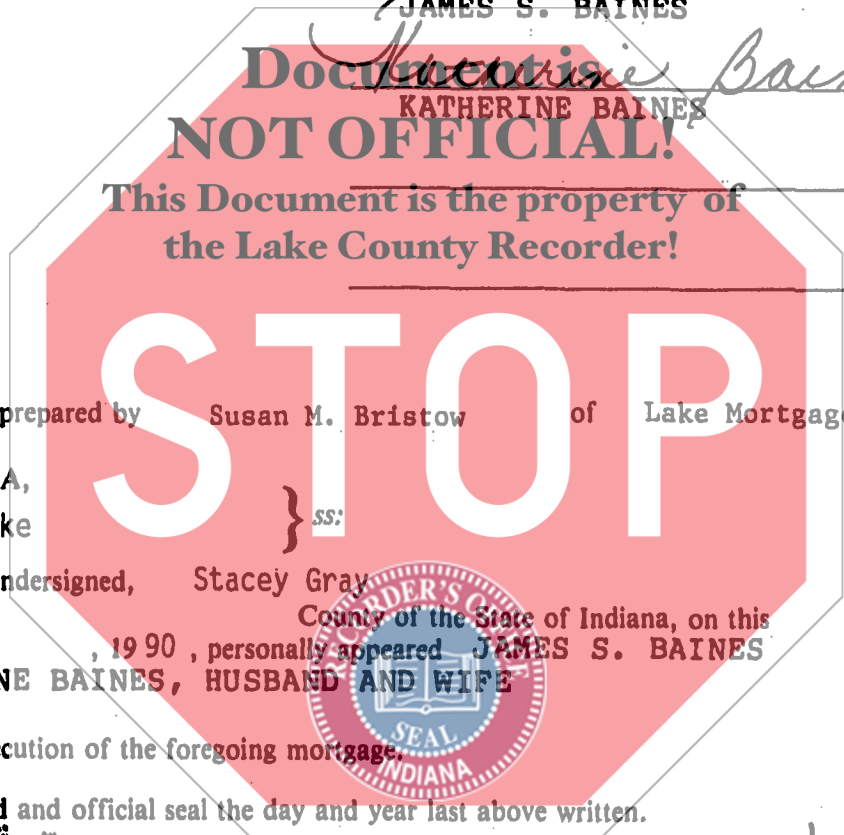 JAMES S. BAINES
Document is
Katherine Bain
KATHERINE BAINES
NOT OFFICIAL!
This Document is the property of
the Lake County Recorder!
STOP
prepared by Susan M. Bristow of Lake Mortgage
A,
ke } ss:
ndersigned, Stacey Gray
County of the State of Indiana, on this
, 1990 , personally appeared JAMES S. BAINES
NE BAINES, HUSBAND AND WIFE
RECORDER'S OFFICE
SEAL
INDIANA
cution of the foregoing mortgage.
d and official seal the day and year last above written.